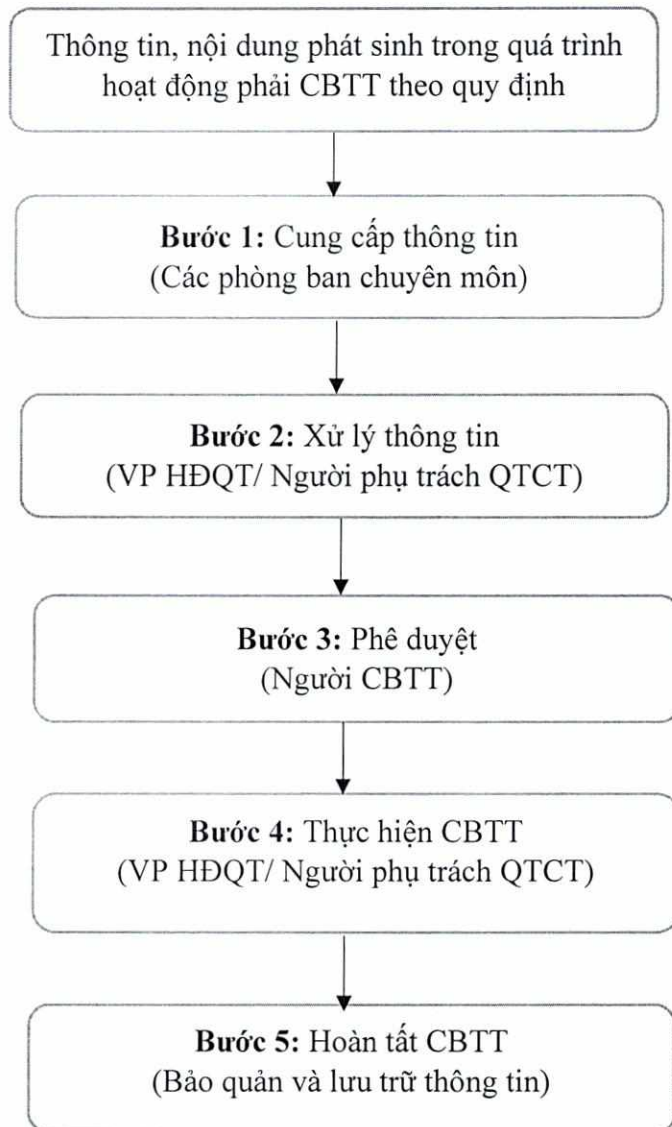 Thông tin, nội dung phát sinh trong quá trình
hoạt động phải CBTT theo quy định
Bước 1: Cung cấp thông tin
(Các phòng ban chuyên môn)
Bước 2: Xử lý thông tin
(VP HĐQT/ Người phụ trách QTCT)
Bước 3: Phê duyệt
(Người CBTT)
Bước 4: Thực hiện CBTT
(VP HĐQT/ Người phụ trách QTCT)
Bước 5: Hoàn tất CBTT
(Bảo quản và lưu trữ thông tin)